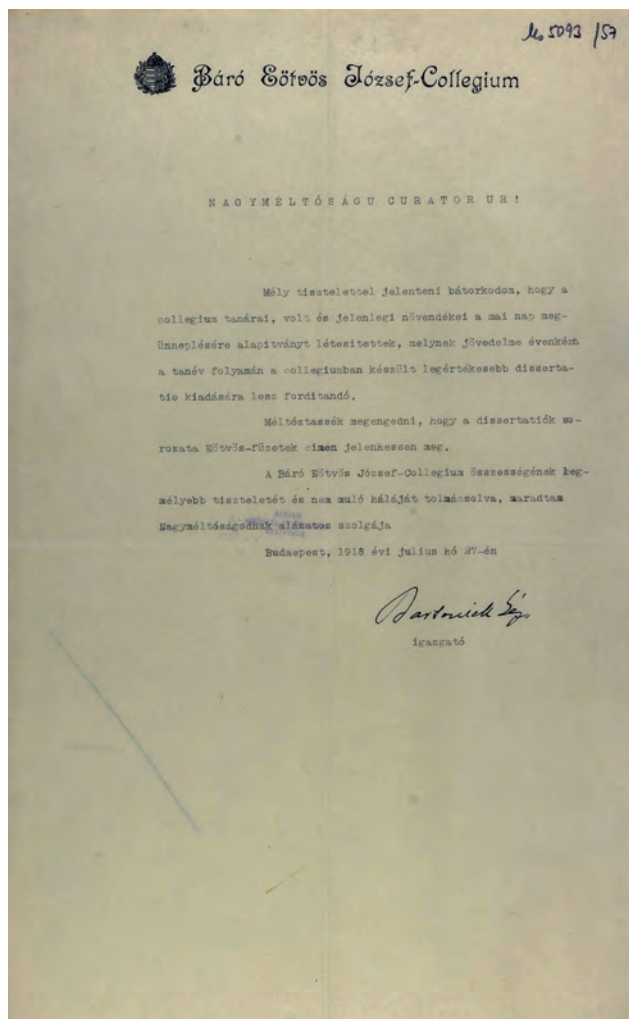 Ms 5093 /57
Báró Eötvös József-Collegium
NAGYMÉLTÓSÁGU CURATOR UR!
Mély tisztelettel jelenteni bátorkodom, hogy a
collegium tanárai, volt és jelenlegi növendékei a mai nap meg-
ünneplésére alapitványt létesitettek, melynek jövedelme évenként
a tanév folyamán a collegiumban készült legértékesebb disserta-
tio kiadására lesz forditandó.
Méltóztassék megengedni, hogy a dissertatiók so-
rozata Eötvös-füzetek cimen jelenhessen meg.
A Báró Eötvös József-Collegium összességének leg-
mélyebb tiszteletét és nem muló háláját tolmácsolva, maradtam
Nagyméltóságodnak alázatos szolgája
Budapest, 1918 évi julius hó 27-én
Bartoniek Géza
igazgató